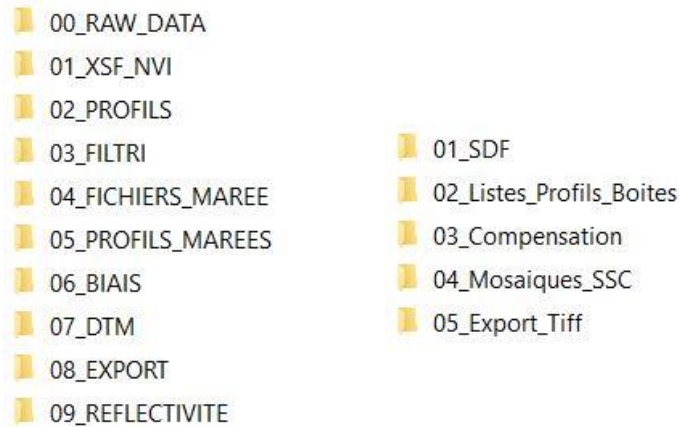 00_RAW_DATA
01_XSF_NVI
02_PROFILS
03_FILTRI
04_FICHIERS_MAREE
05_PROFILS_MAREES
06_BIAIS
07_DTM
08_EXPORT
09_REFLECTIVITE
01_SDF
02_Listes_Profils_Boites
03_Compensation
04_Mosaiques_SSC
05_Export_Tiff